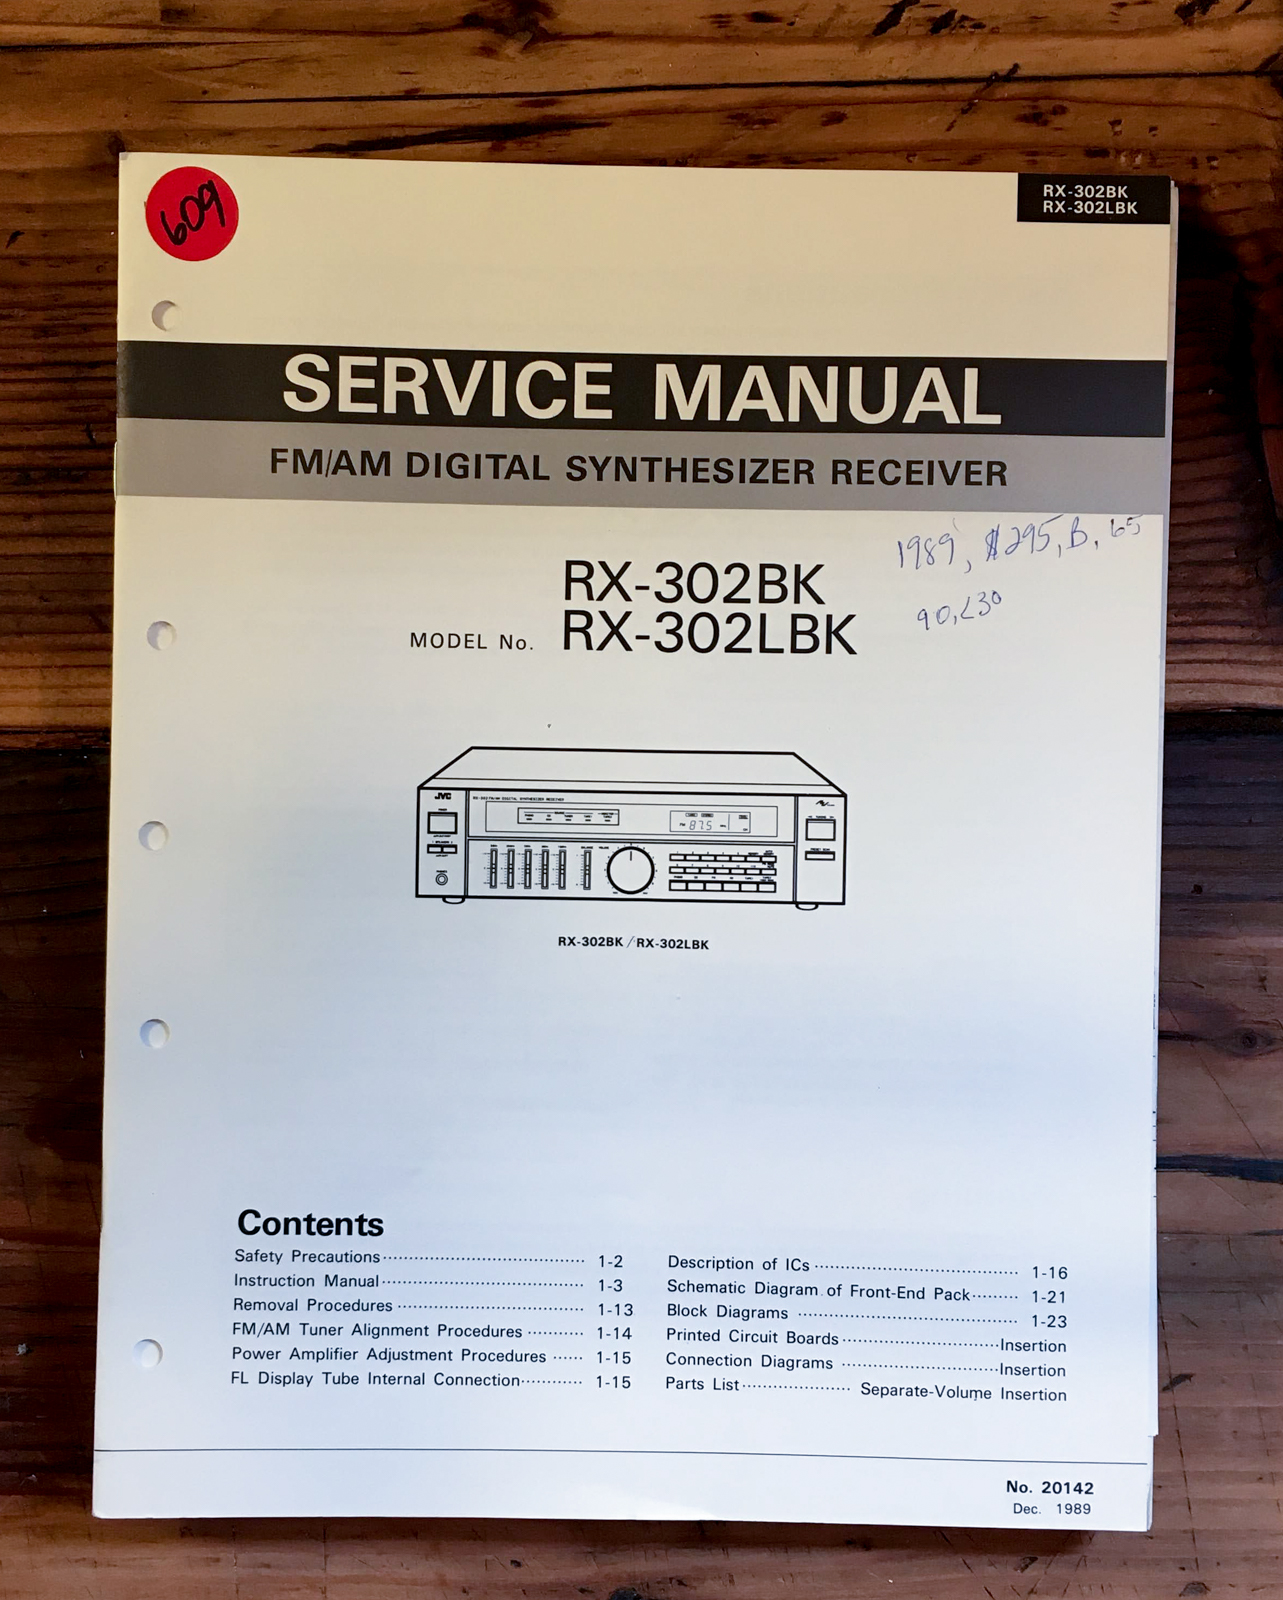 609
RX-302BK
RX-302LBK
SERVICE MANUAL
FM/AM DIGITAL SYNTHESIZER RECEIVER
1989, $295, B, 65
90, <30
RX-302BK
MODEL No. RX-302LBK
JVC
87.5
RX-302BK / RX-302LBK
Contents
Safety Precautions 1-2
Instruction Manual 1-3
Removal Procedures 1-13
FM/AM Tuner Alignment Procedures 1-14
Power Amplifier Adjustment Procedures 1-15
FL Display Tube Internal Connection 1-15
Description of ICs 1-16
Schematic Diagram of Front-End Pack 1-21
Block Diagrams 1-23
Printed Circuit Boards Insertion
Connection Diagrams Insertion
Parts List Separate-Volume Insertion
No. 20142
Dec. 1989